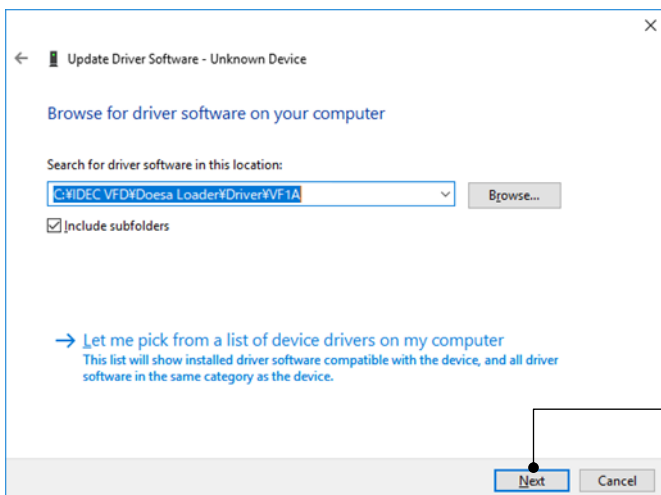 Update Driver Software - Unknown Device
Browse for driver software on your computer
Search for driver software in this location:
C:¥IDEC VFD¥Doesa Loader¥Driver¥VF1A
Browse...
Include subfolders
Let me pick from a list of device drivers on my computer
This list will show installed driver software compatible with the device, and all driver
software in the same category as the device.
Next
Cancel